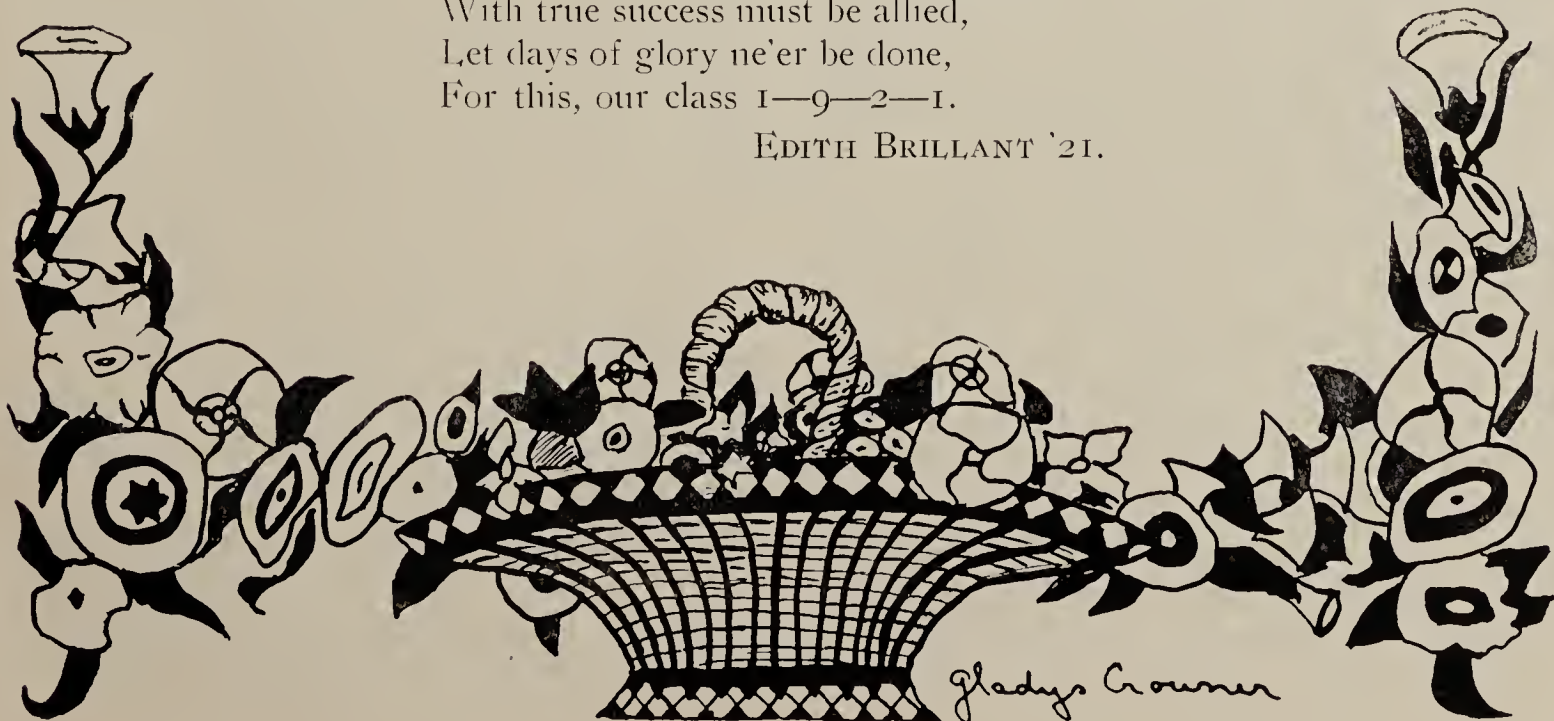 With true success must be allied,
Let days of glory ne'er be done,
For this, our class 1—9—2—1.
EDITH BRILLANT '21.
Gladys